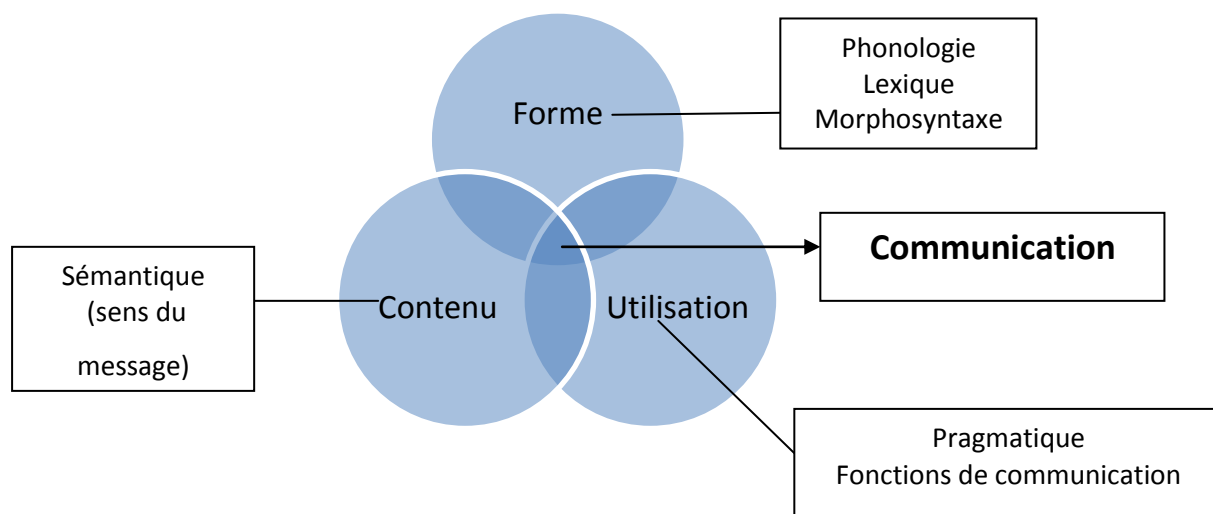 Phonologie
Lexique
Morphosyntaxe
Forme
Communication
Sémantique
(sens du
message)
Contenu
Utilisation
Pragmatique
Fonctions de communication